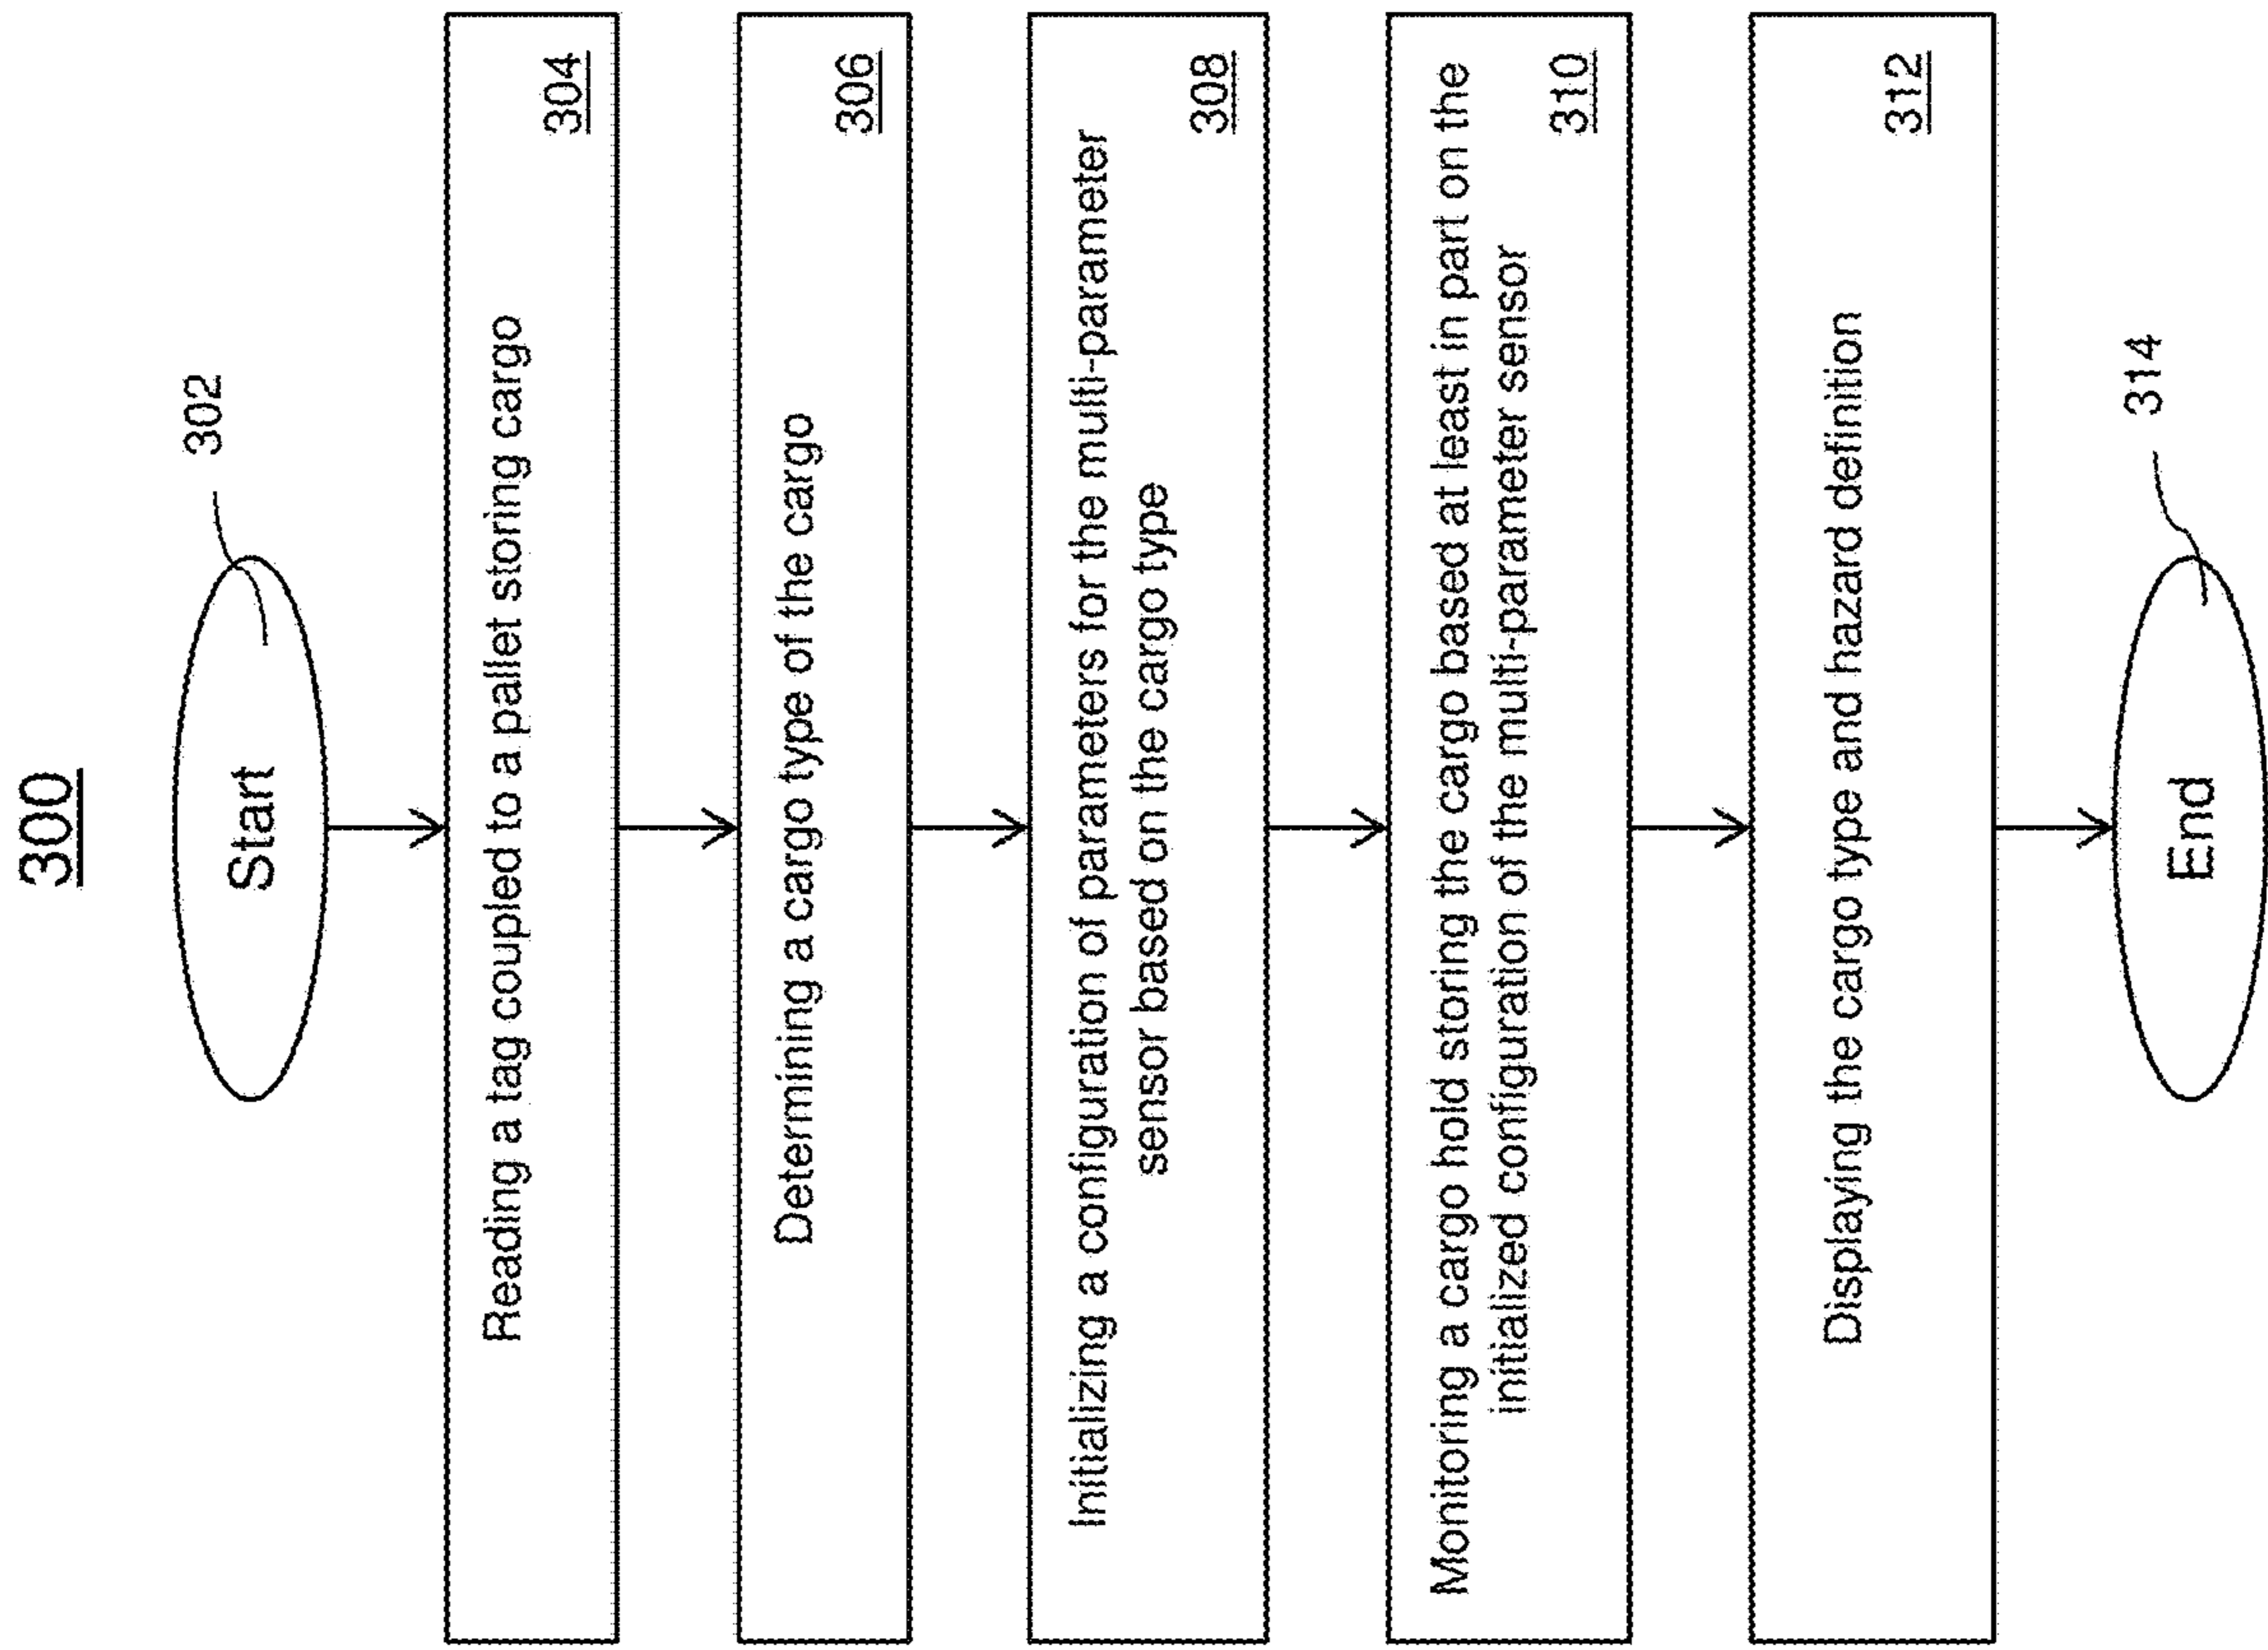 300
302
Start
Reading a tag coupled to a pallet storing cargo
304
Determining a cargo type of the cargo
306
Initializing a configuration of parameters for the multi-parameter
sensor based on the cargo type
308
Monitoring a cargo hold storing the cargo based at least in part on the
initialized configuration of the multi-parameter sensor
310
Displaying the cargo type and hazard definition
312
314
End